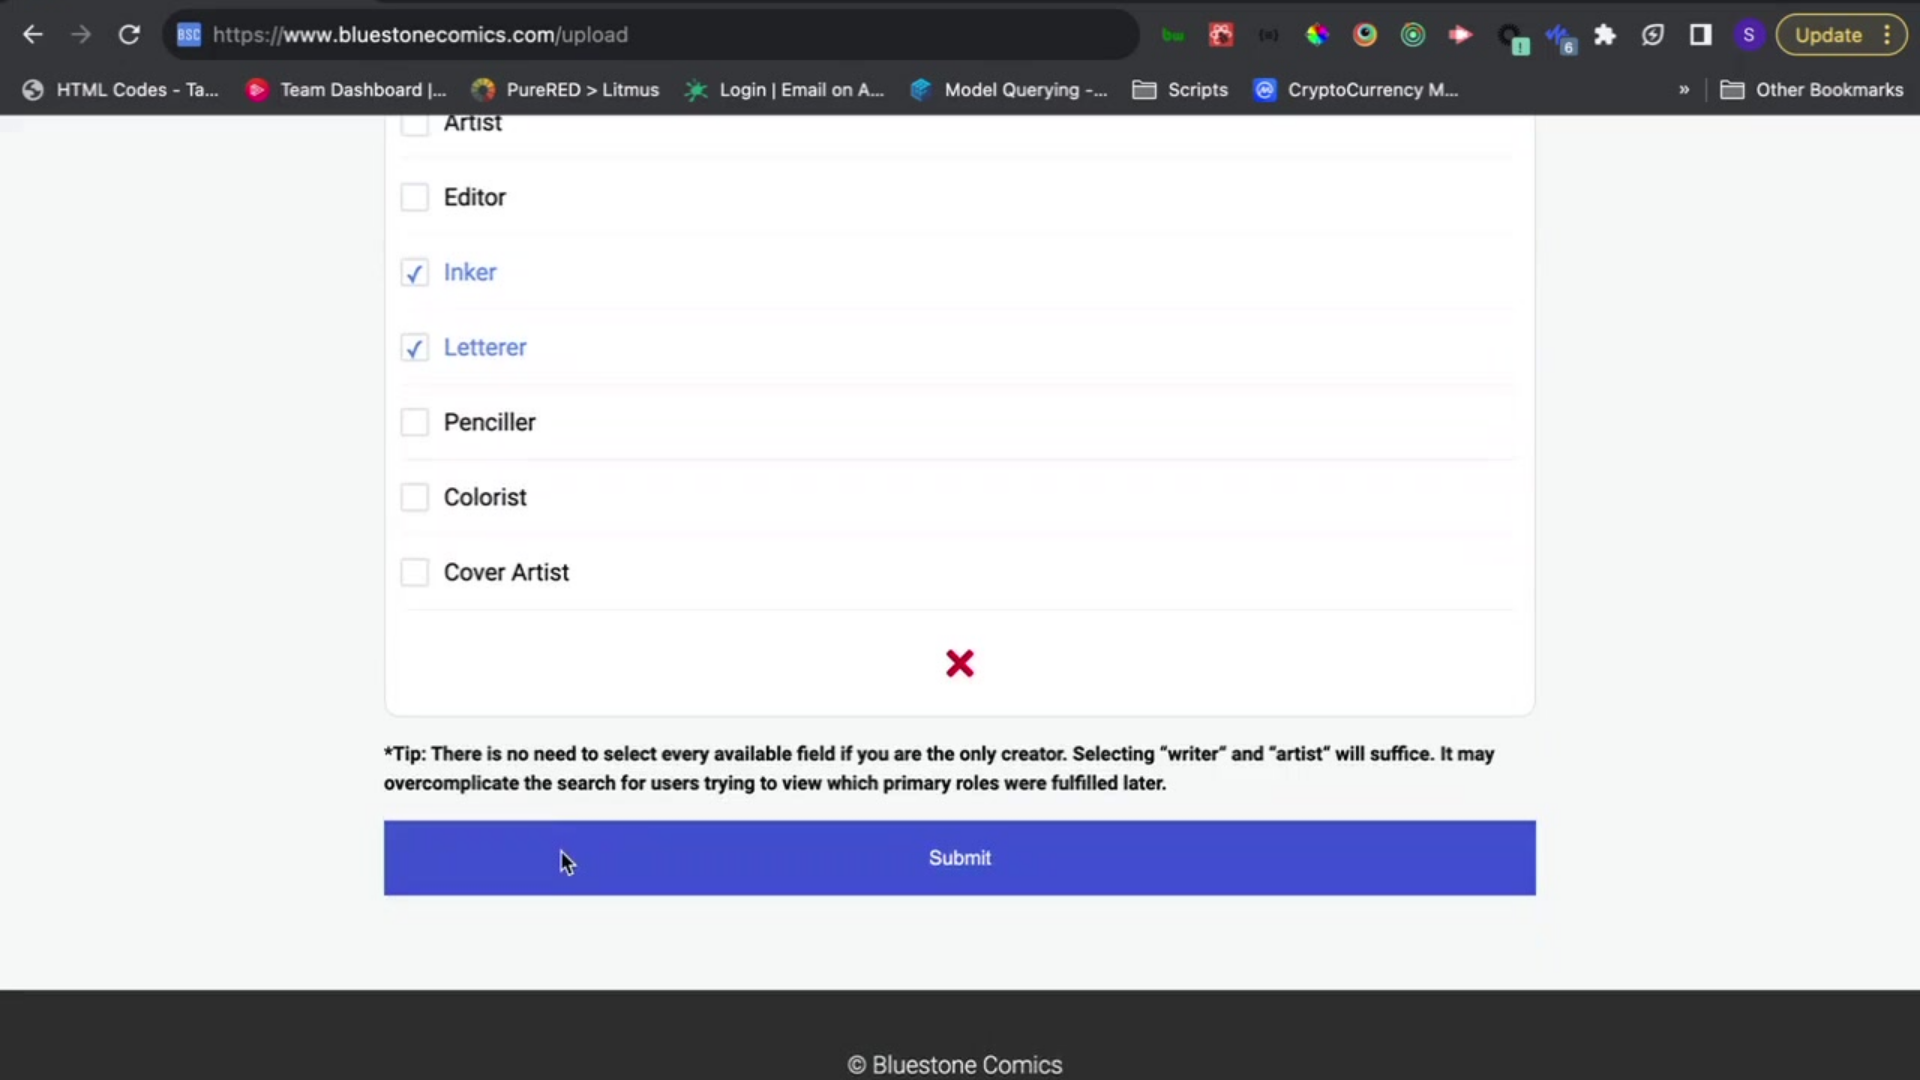 BSC https://www.bluestonecomics.com/upload
bw
6
S
Update
HTML Codes - Ta... Team Dashboard |... PureRED > Litmus Login | Email on A... Model Querying -... Scripts CryptoCurrency M... » Other Bookmarks
Artist
Editor
Inker
Letterer
Penciller
Colorist
Cover Artist
*Tip: There is no need to select every available field if you are the only creator. Selecting “writer” and “artist” will suffice. It may
overcomplicate the search for users trying to view which primary roles were fulfilled later.
Submit
© Bluestone Comics